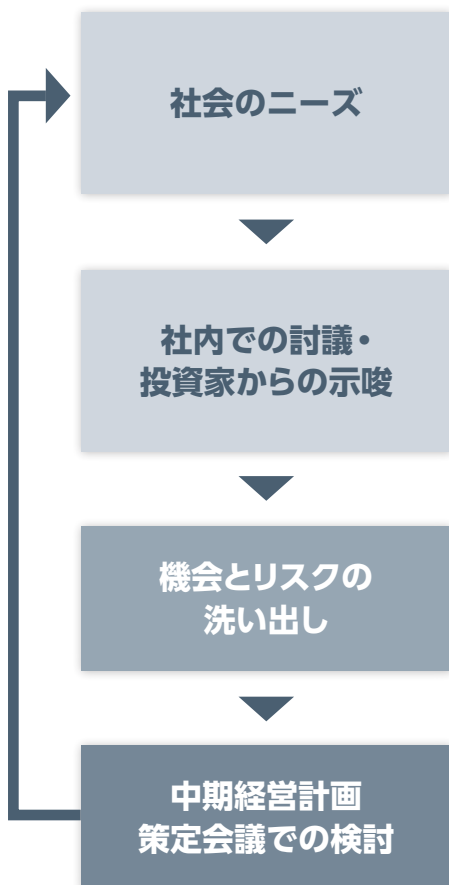 社会のニーズ
社内での討議・
投資家からの示唆
機会とリスクの
洗い出し
中期経営計画
策定会議での検討